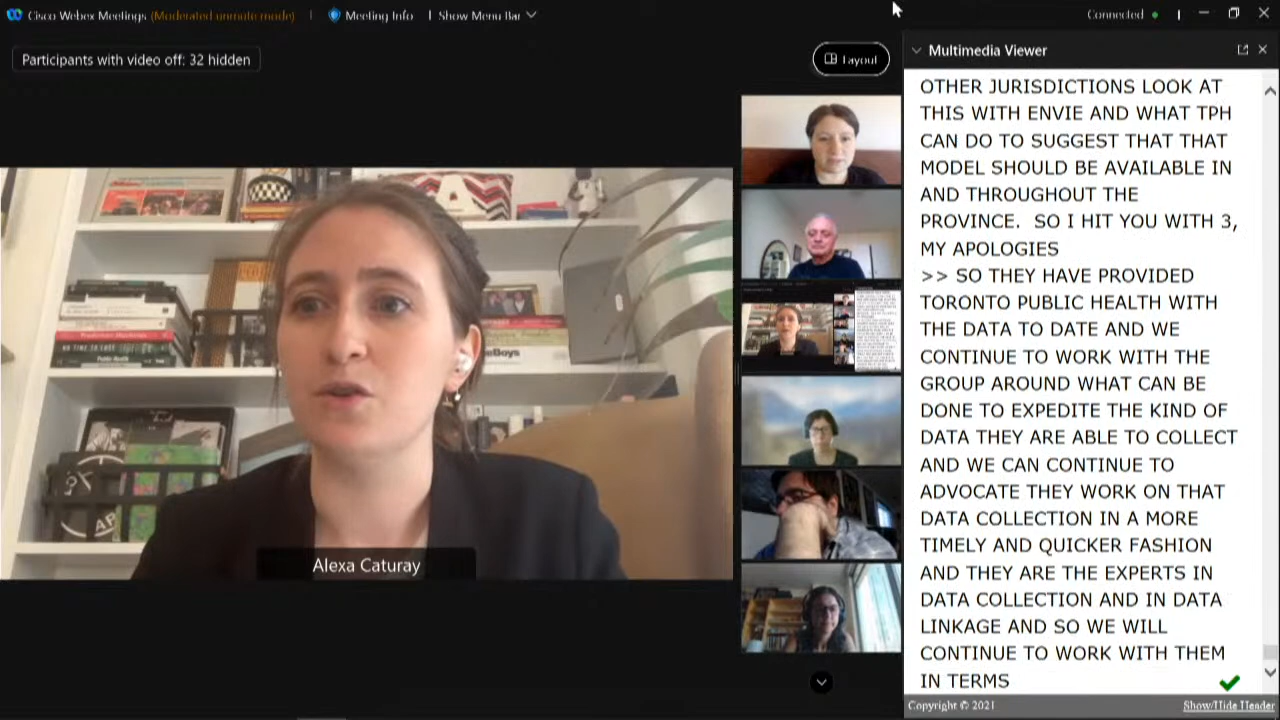 Cisco Webex Meetings (Moderated unmute mode)
Meeting Info
Show Menu Bar
Connected
Participants with video off: 32 hidden
Layout
Multimedia Viewer
OTHER JURISDICTIONS LOOK AT
THIS WITH ENVIE AND WHAT TPH
CAN DO TO SUGGEST THAT THAT
MODEL SHOULD BE AVAILABLE IN
AND THROUGHOUT THE
PROVINCE. SO I HIT YOU WITH 3,
MY APOLOGIES
>> SO THEY HAVE PROVIDED
TORONTO PUBLIC HEALTH WITH
THE DATA TO DATE AND WE
CONTINUE TO WORK WITH THE
GROUP AROUND WHAT CAN BE
DONE TO EXPEDITE THE KIND OF
DATA THEY ARE ABLE TO COLLECT
AND WE CAN CONTINUE TO
ADVOCATE THEY WORK ON THAT
DATA COLLECTION IN A MORE
TIMELY AND QUICKER FASHION
AND THEY ARE THE EXPERTS IN
DATA COLLECTION AND IN DATA
LINKAGE AND SO WE WILL
CONTINUE TO WORK WITH THEM
IN TERMS
Copyright © 2021
Show/Hide Header
Alexa Caturay